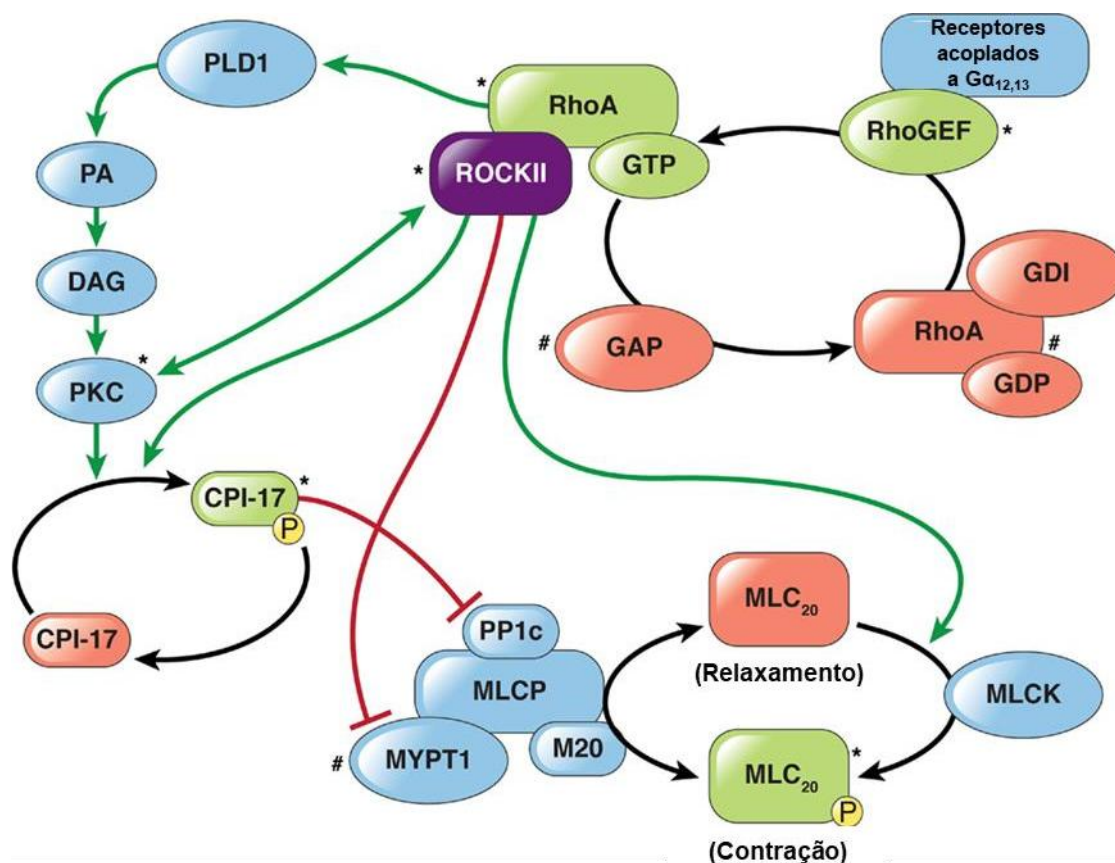 Receptores
acoplados
a Gα12,13
PLD1
*
RhoA
RhoGEF
*
PA
*
ROCKII
GTP
GDI
DAG
#
GAP
RhoA
#
PKC
*
GDP
CPI-17
*
P
CPI-17
PP1c
MLC20
MLCP
(Relaxamento)
MLCK
#
MYPT1
M20
MLC20
*
P
(Contração)